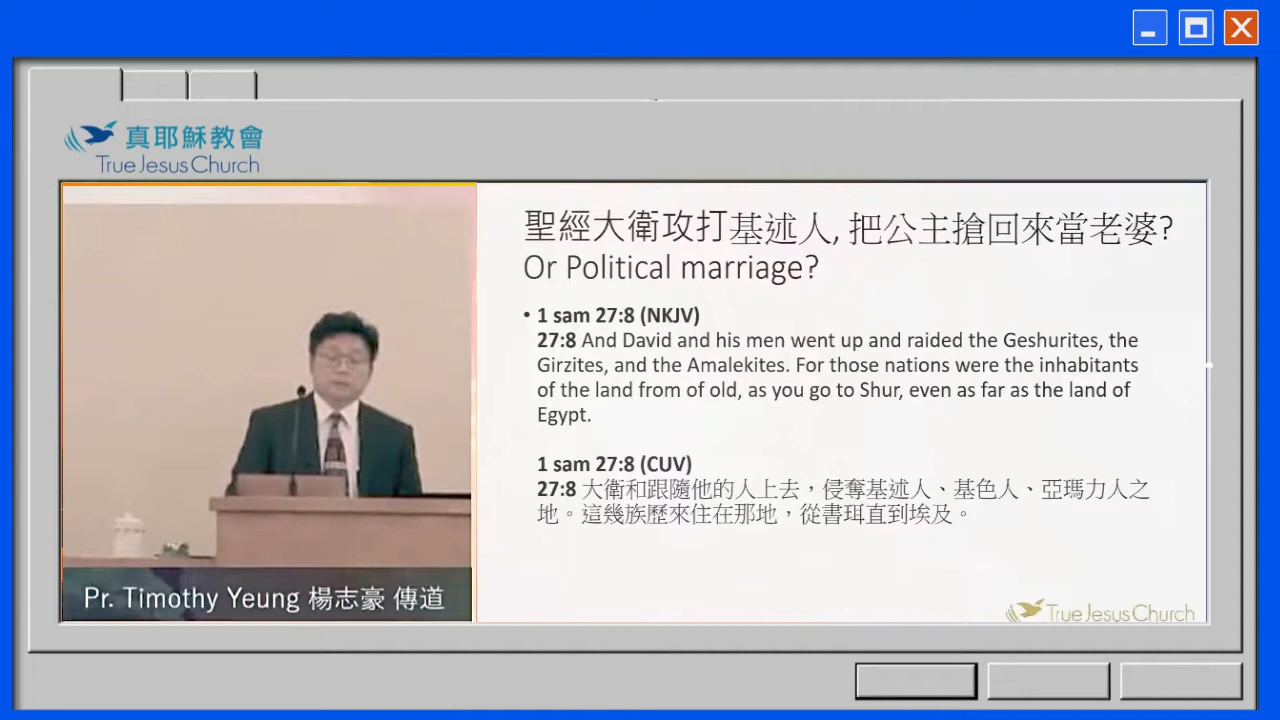 真耶穌教會
True Jesus Church
聖經大衛攻打基述人, 把公主搶回來當老婆?
Or Political marriage?
• 1 sam 27:8 (NKJV)
27:8 And David and his men went up and raided the Geshurites, the
Girzites, and the Amalekites. For those nations were the inhabitants
of the land from of old, as you go to Shur, even as far as the land of
Egypt.
1 sam 27:8 (CUV)
27:8 大衛和跟隨他的人上去，侵奪基述人、基色人、亞瑪力人之
地。這幾族歷來住在那地，從書珥直到埃及。
Pr. Timothy Yeung 楊志豪 傳道
True Jesus Church